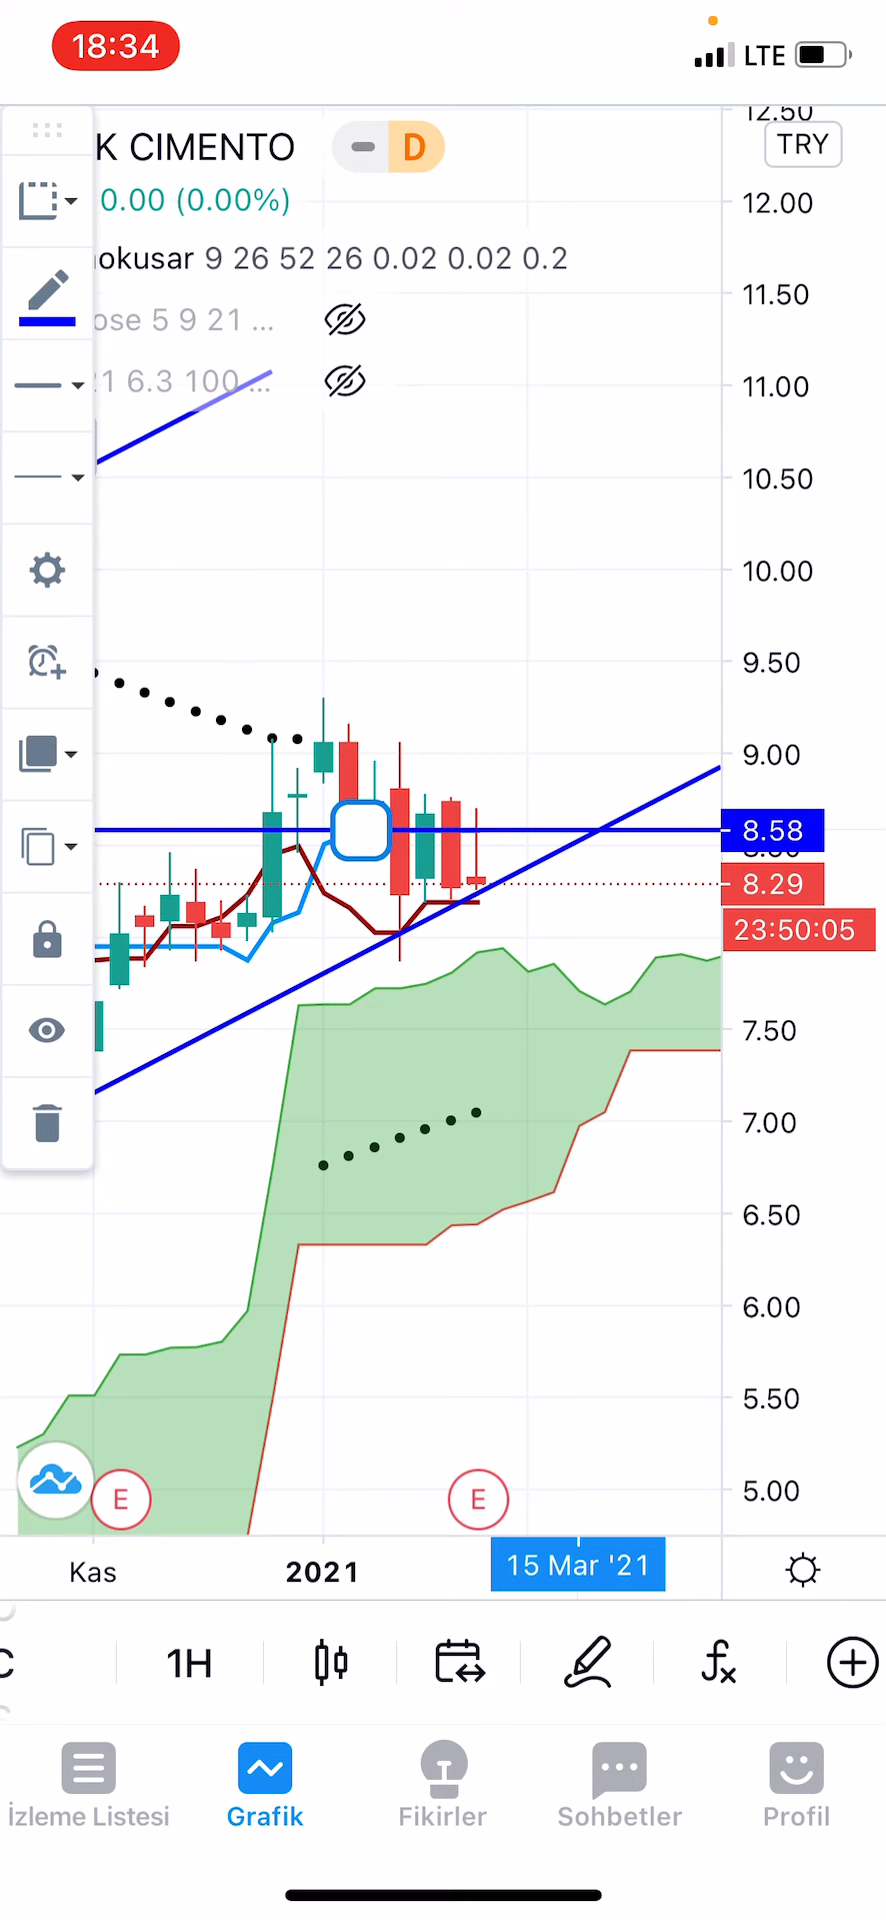 18:34
LTE
12.50
K CIMENTO
D
TRY
0.00 (0.00%)
12.00
okusar 9 26 52 26 0.02 0.02 0.2
11.50
ose 5 9 21 ...
21 6.3 100 ...
11.00
10.50
10.00
9.50
9.00
8.58
8.29
23:50:05
7.50
7.00
6.50
6.00
5.50
5.00
E
E
Kas
2021
15 Mar '21
C
1H
fx
İzleme Listesi
Grafik
Fikirler
Sohbetler
Profil